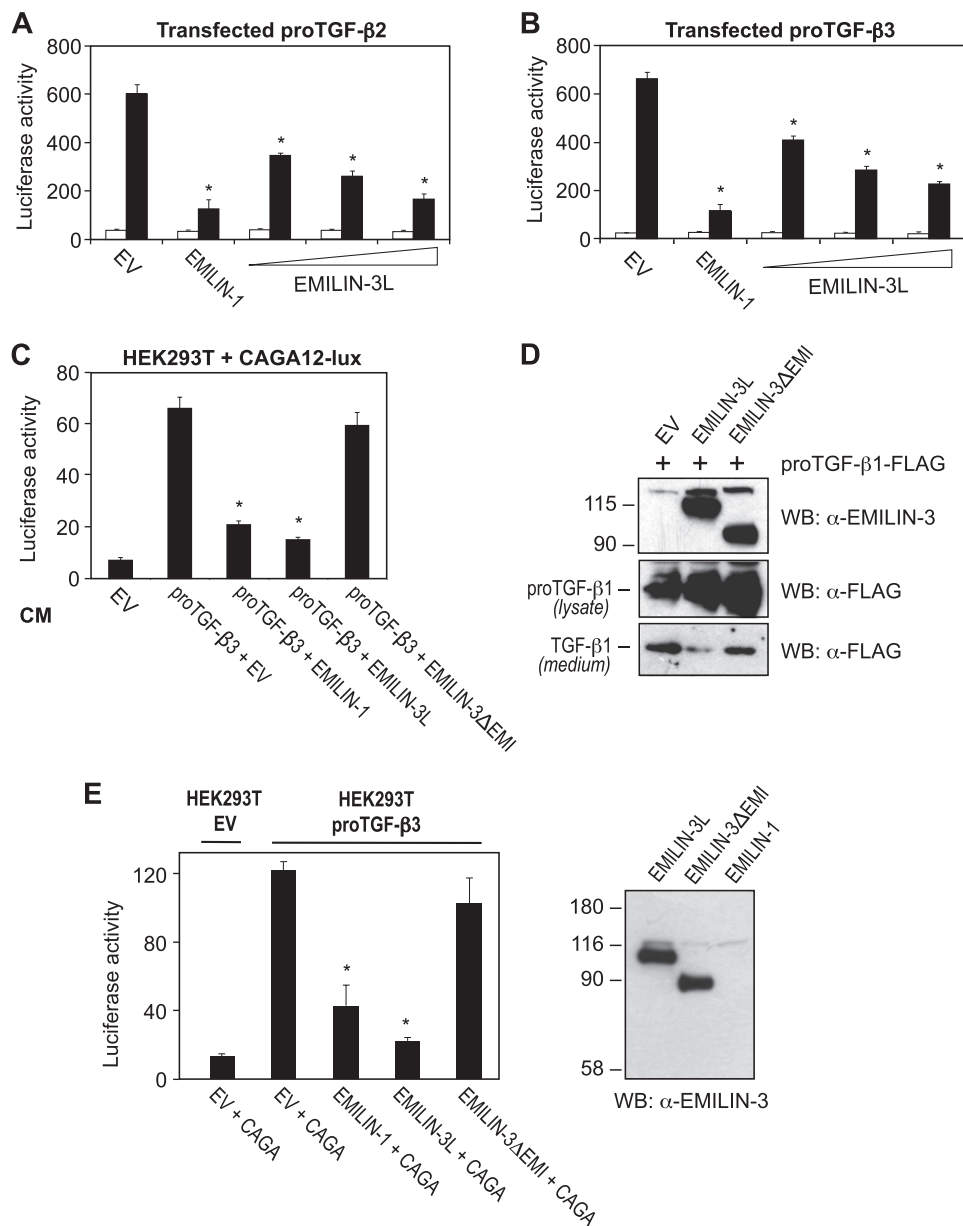 A
Transfected proTGF-β2
Luciferase activity
800
600
400
200
0
*
*
*
*
EV
EMILIN-1
EMILIN-3L
B
Transfected proTGF-β3
Luciferase activity
800
600
400
200
0
*
*
*
*
EV
EMILIN-1
EMILIN-3L
C
HEK293T + CAGA12-lux
Luciferase activity
80
60
40
20
0
*
*
CM
EV
proTGF-β3 + EV
proTGF-β3 + EMILIN-1
proTGF-β3 + EMILIN-3L
proTGF-β3 + EMILIN-3ΔEMI
D
EV
EMILIN-3L
EMILIN-3ΔEMI
+ + + proTGF-β1-FLAG
115 –
90 –
WB: α-EMILIN-3
proTGF-β1 –
(lysate)
WB: α-FLAG
TGF-β1 –
(medium)
WB: α-FLAG
E
HEK293T
EV
HEK293T
proTGF-β3
Luciferase activity
120
80
40
0
*
*
EV + CAGA
EV + CAGA
EMILIN-1 + CAGA
EMILIN-3L + CAGA
EMILIN-3ΔEMI + CAGA
EMILIN-3L
EMILIN-3ΔEMI
EMILIN-1
180 –
116 –
90 –
58 –
WB: α-EMILIN-3